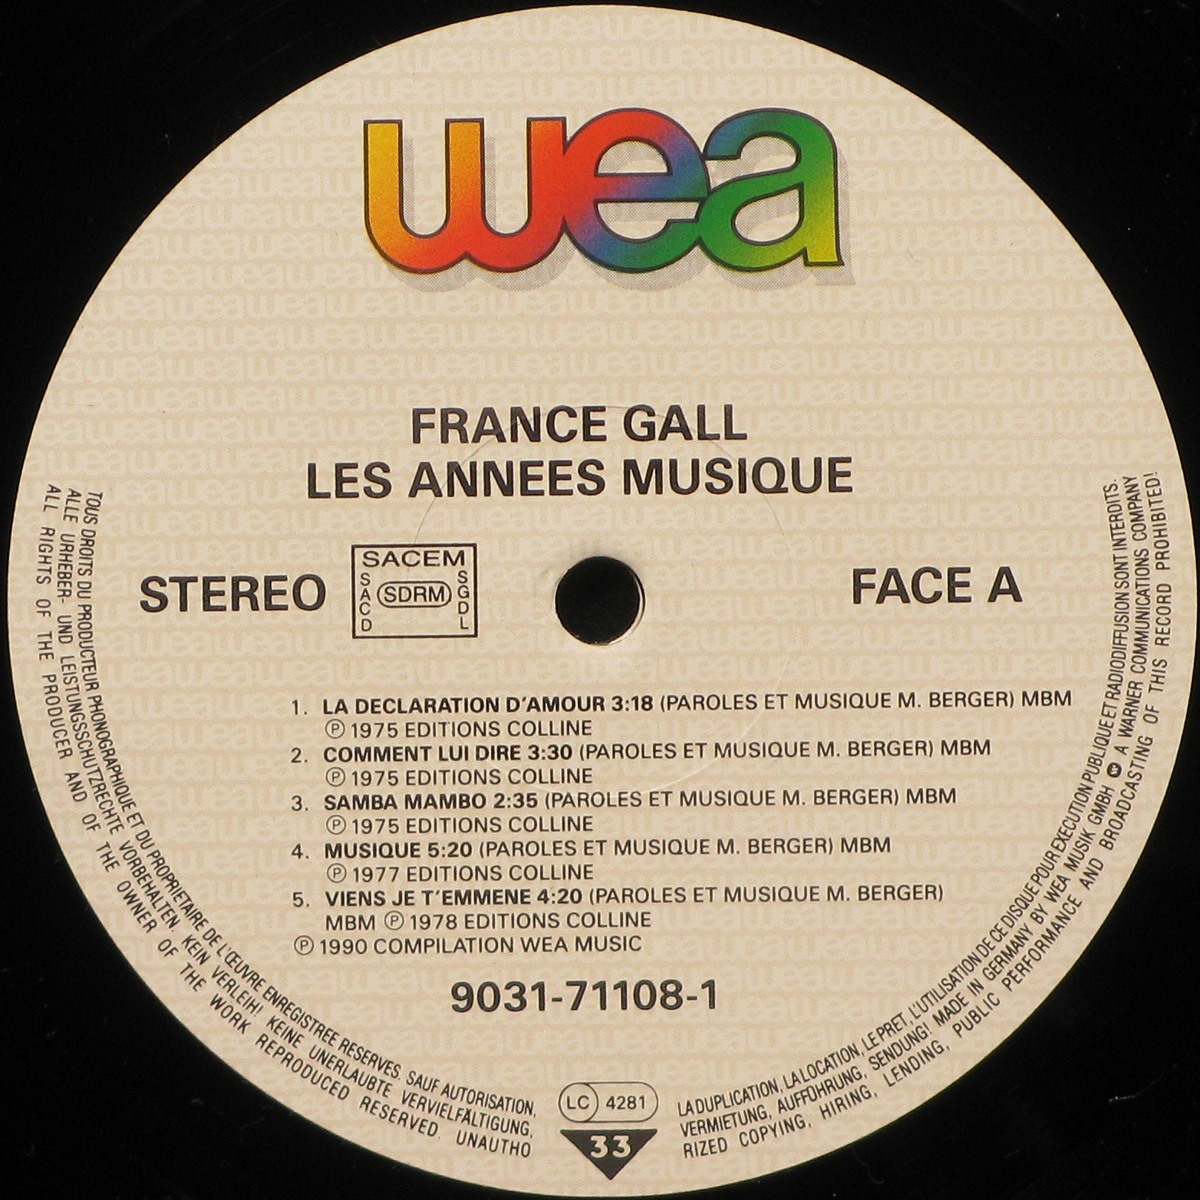 wea
FRANCE GALL
LES ANNEES MUSIQUE
STEREO
SACEM
SACD
SDRM
SGDL
FACE A
1. LA DECLARATION D'AMOUR 3:18 (PAROLES ET MUSIQUE M. BERGER) MBM
Ⓟ 1975 EDITIONS COLLINE
2. COMMENT LUI DIRE 3:30 (PAROLES ET MUSIQUE M. BERGER) MBM
Ⓟ 1975 EDITIONS COLLINE
3. SAMBA MAMBO 2:35 (PAROLES ET MUSIQUE M. BERGER) MBM
Ⓟ 1975 EDITIONS COLLINE
4. MUSIQUE 5:20 (PAROLES ET MUSIQUE M. BERGER) MBM
Ⓟ 1977 EDITIONS COLLINE
5. VIENS JE T'EMMENE 4:20 (PAROLES ET MUSIQUE M. BERGER)
MBM Ⓟ 1978 EDITIONS COLLINE
Ⓟ 1990 COMPILATION WEA MUSIC
9031-71108-1
TOUS DROITS DU PRODUCTEUR PHONOGRAPHIQUE ET DU PROPRIETAIRE DE L'ŒUVRE ENREGISTREE RESERVES. SAUF AUTORISATION, LA DUPLICATION, LA LOCATION, LE PRET, L'UTILISATION DE CE DISQUE POUR EXECUTION PUBLIQUE ET RADIODIFFUSION SONT INTERDITS.
ALLE URHEBER- UND LEISTUNGSSCHUTZRECHTE VORBEHALTEN. KEIN VERLEIH! KEINE UNERLAUBTE VERVIELFÄLTIGUNG, VERMIETUNG, AUFFÜHRUNG, SENDUNG! MADE IN GERMANY BY WEA MUSIK GMBH A WARNER COMMUNICATIONS COMPANY
ALL RIGHTS OF THE PRODUCER AND OF THE OWNER OF THE WORK REPRODUCED RESERVED. UNAUTHORIZED COPYING, HIRING, LENDING, PUBLIC PERFORMANCE AND BROADCASTING OF THIS RECORD PROHIBITED!
LC 4281
33